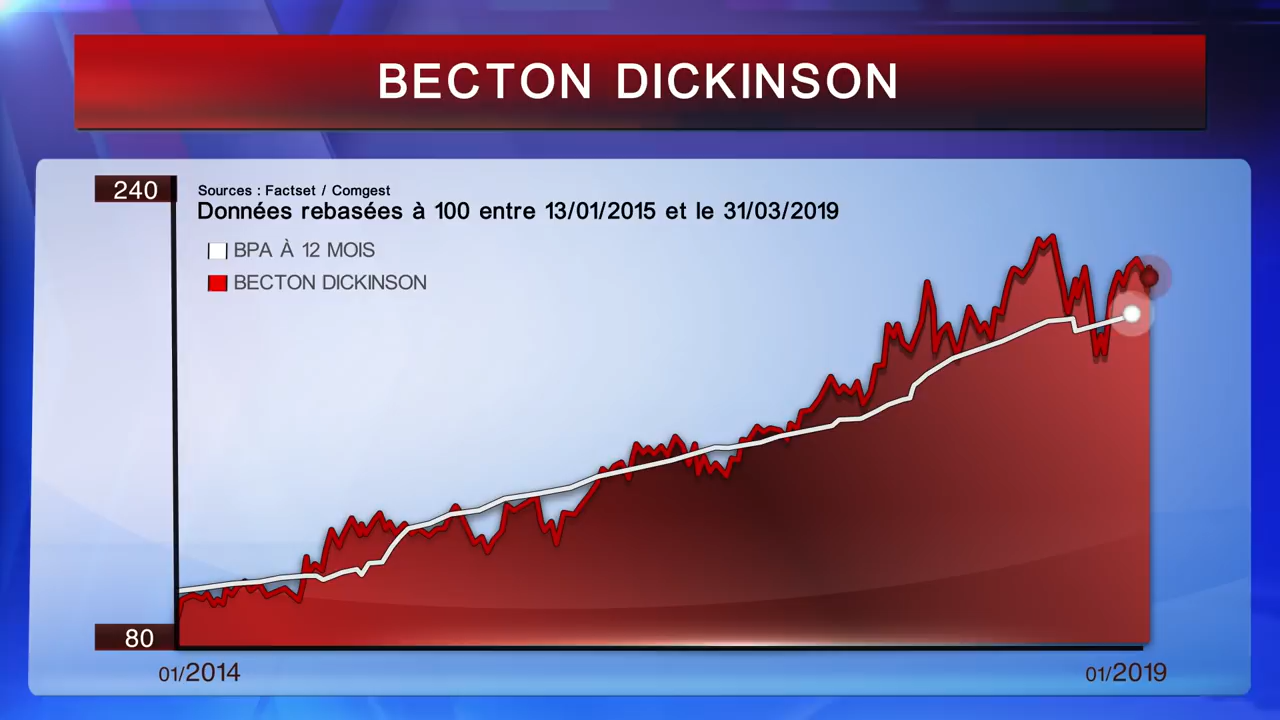 BECTON DICKINSON
240
Sources : Factset / Comgest
Données rebasées à 100 entre 13/01/2015 et le 31/03/2019
BPA À 12 MOIS
BECTON DICKINSON
80
01/2014
01/2019